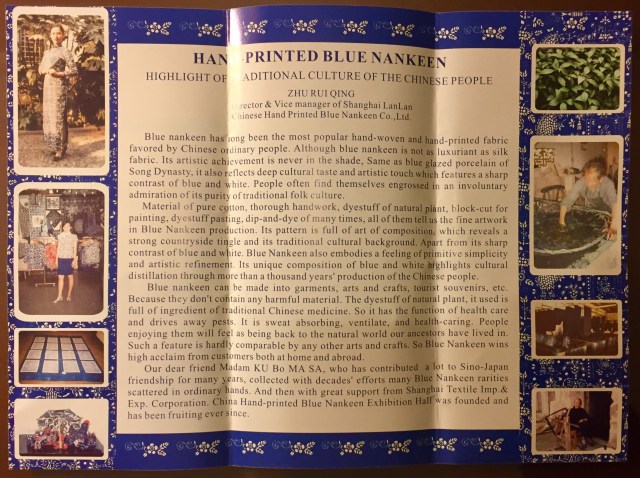 HAND-PRINTED BLUE NANKEEN
HIGHLIGHT OF TRADITIONAL CULTURE OF THE CHINESE PEOPLE
ZHU RUI QING
Director & Vice manager of Shanghai LanLan
Chinese Hand Printed Blue Nankeen Co.,Ltd.
Blue nankeen has long been the most popular hand-woven and hand-printed fabric
favored by Chinese ordinary people. Although blue nankeen is not as luxuriant as silk
fabric. Its artistic achievement is never in the shade, Same as blue glazed porcelain of
Song Dynasty, it also reflects deep cultural taste and artistic touch which features a sharp
contrast of blue and white. People often find themselves engrossed in an involuntary
admiration of its purity of traditional folk culture.
Material of pure cotton, thorough handwork, dyestuff of natural plant, block-cut for
painting, dyestuff pasting, dip-and-dye of many times, all of them tell us the fine artwork
in Blue Nankeen production. Its pattern is full of art of composition, which reveals a
strong countryside tingle and its traditional cultural background. Apart from its sharp
contrast of blue and white. Blue Nankeen also embodies a feeling of primitive simplicity
and artistic refinement. Its unique composition of blue and white highlights cultural
distillation through more than a thousand years' production of the Chinese people.
Blue nankeen can be made into garments, arts and crafts, tourist souvenirs, etc.
Because they don't contain any harmful material. The dyestuff of natural plant, it used is
full of ingredient of traditional Chinese medicine. So it has the function of health care
and drives away pests. It is sweat absorbing, ventilate, and health-caring. People
enjoying them will feel as being back to the natural world our ancestors have lived in.
Such a feature is hardly comparable by any other arts and crafts. So Blue Nankeen wins
high acclaim from customers both at home and abroad.
Our dear friend Madam KU Bo MA SA, who has contributed a lot to Sino-Japan
friendship for many years, collected with decades' efforts many Blue Nankeen rarities
scattered in ordinary hands. And then with great support from Shanghai Textile Imp.&
Exp. Corporation. China Hand-printed Blue Nankeen Exhibition Hall was founded and
has been fruiting ever since.